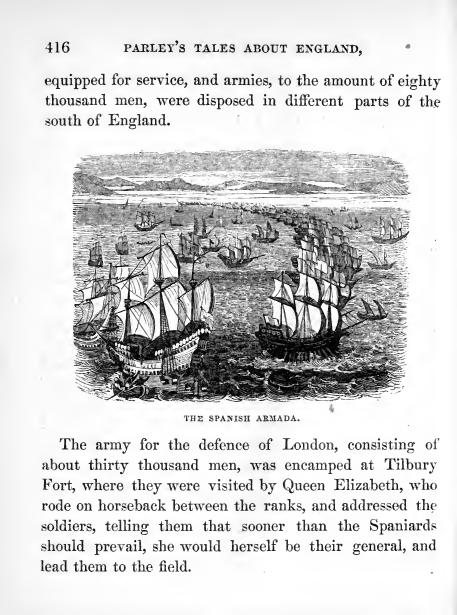 416 PARLEY'S TALES ABOUT ENGLAND,
equipped for service, and armies, to the amount of eighty
thousand men, were disposed in different parts of the
south of England.
THE SPANISH ARMADA.
The army for the defence of London, consisting of
about thirty thousand men, was encamped at Tilbury
Fort, where they were visited by Queen Elizabeth, who
rode on horseback between the ranks, and addressed the
soldiers, telling them that sooner than the Spaniards
should prevail, she would herself be their general, and
lead them to the field.